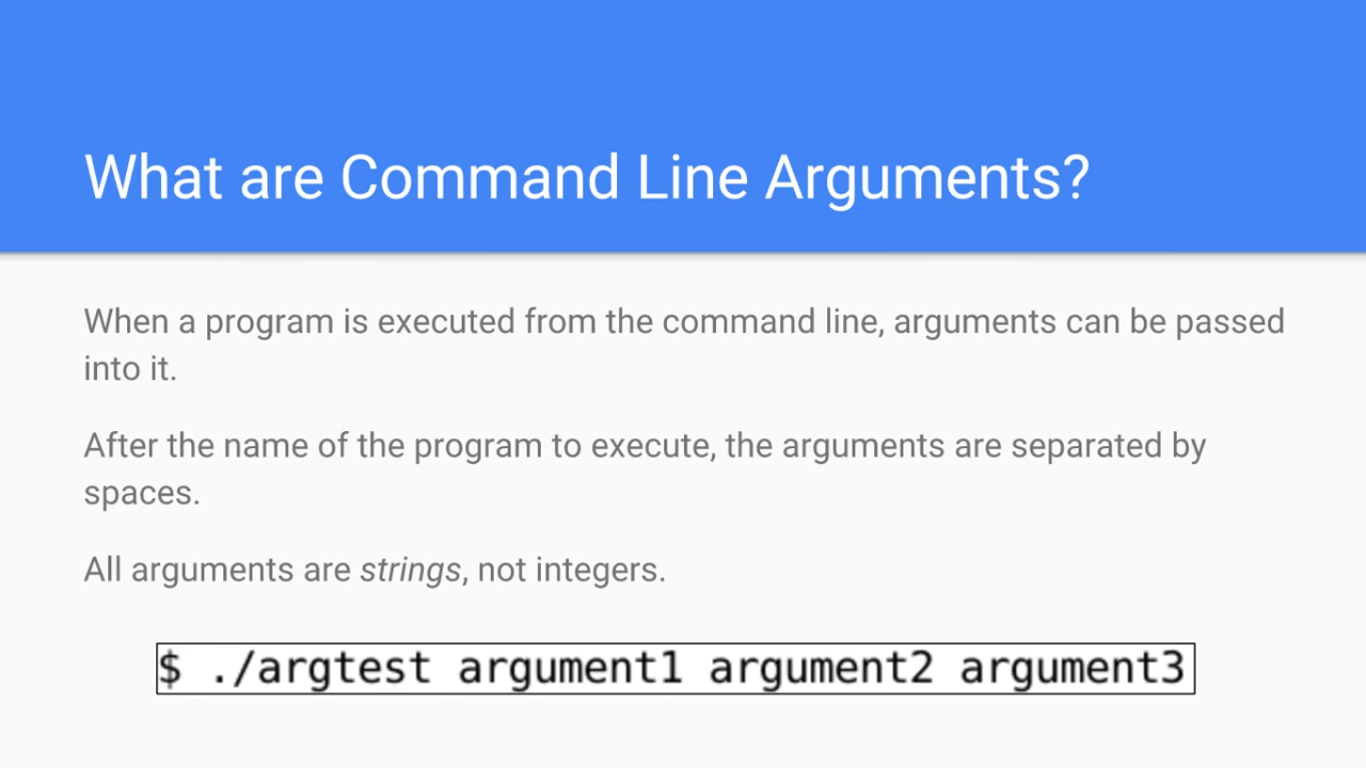 What are Command Line Arguments?
When a program is executed from the command line, arguments can be passed
into it.
After the name of the program to execute, the arguments are separated by
spaces.
All arguments are strings, not integers.
$ ./argtest argument1 argument2 argument3